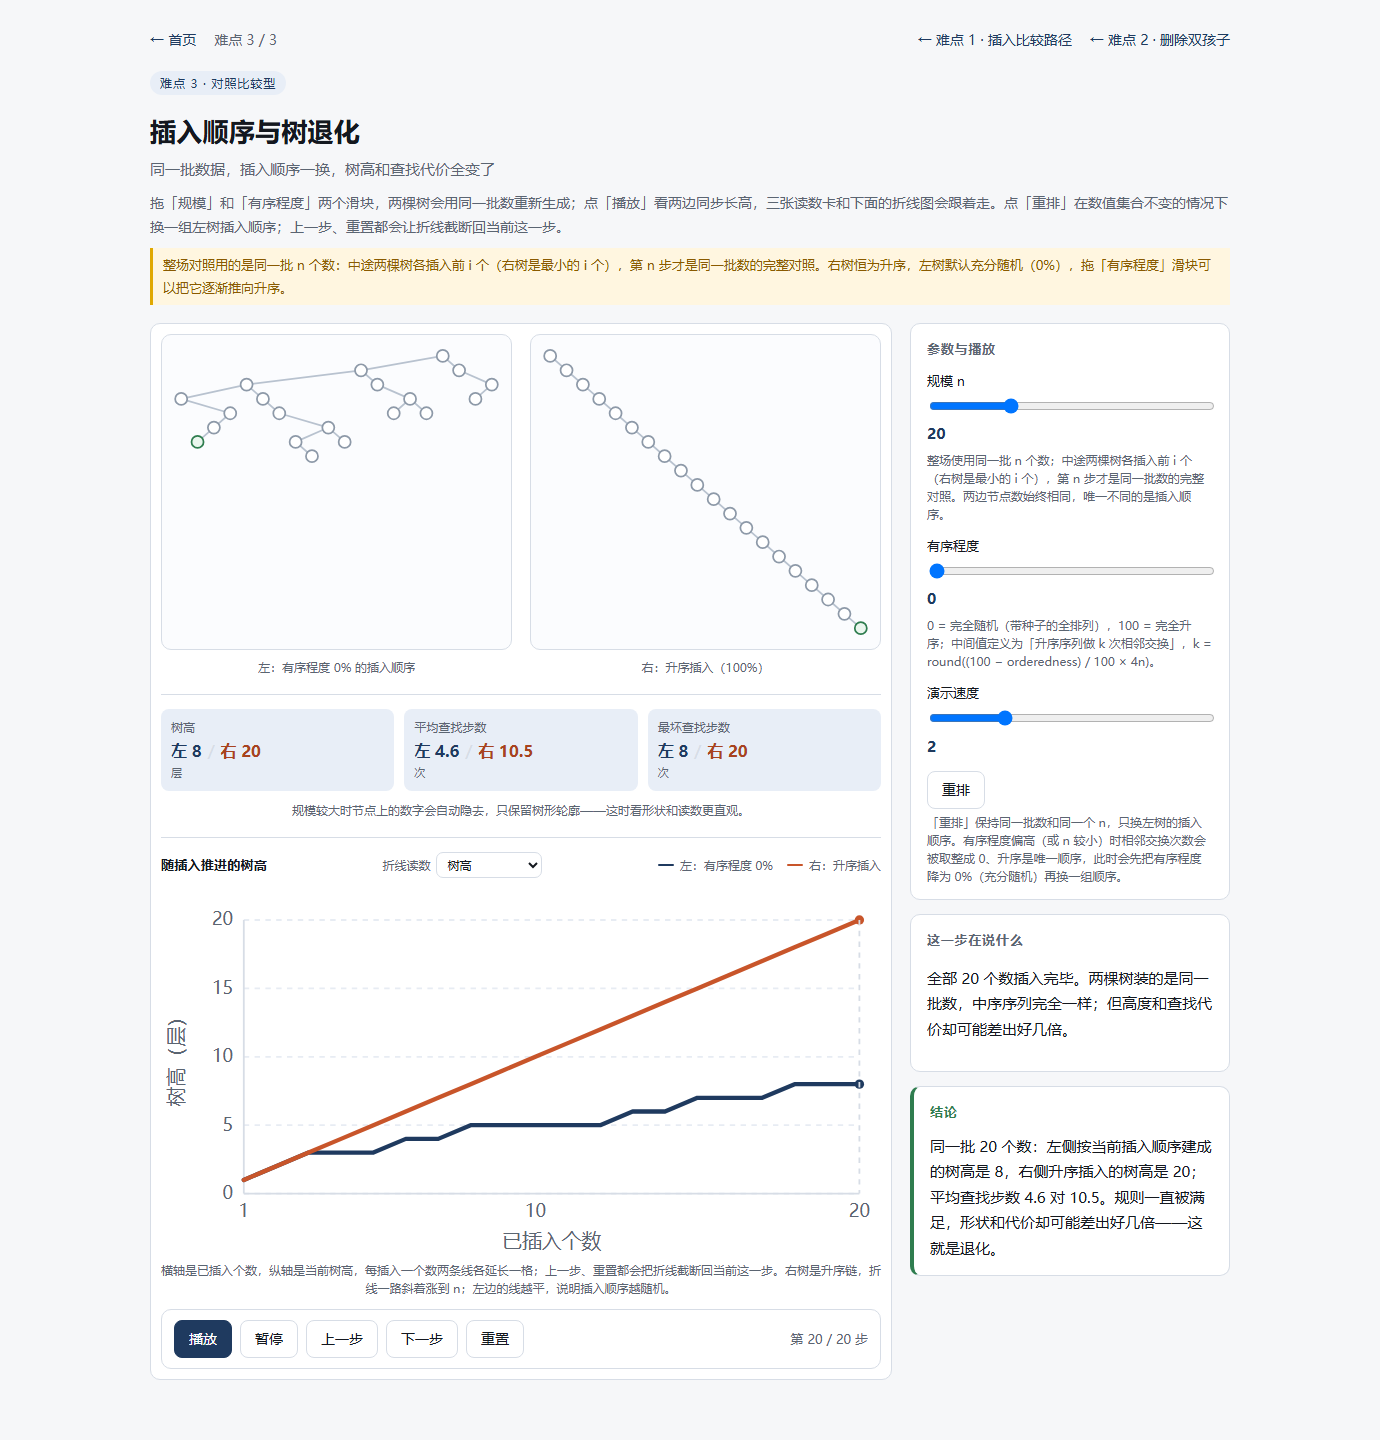 ← 首页 难点 3 / 3 ← 难点 1 · 插入比较路径 ← 难点 2 · 删除双孩子
难点 3 · 对照比较型
插入顺序与树退化
同一批数据，插入顺序一换，树高和查找代价全变了
拖「规模」和「有序程度」两个滑块，两棵树会用同一批数重新生成；点「播放」看两边同步长高，三张读数卡和下面的折线图会跟着走。点「重排」在数值集合不变的情况下
换一组左树插入顺序；上一步、重置都会让折线截断回当前这一步。
整场对照用的是同一批 n 个数：中途两棵树各插入前 i 个（右树是最小的 i 个），第 n 步才是同一批数的完整对照。右树恒为升序，左树默认充分随机（0%），拖「有序程度」滑块可
以把它逐渐推向升序。
左：有序程度 0% 的插入顺序
右：升序插入（100%）
树高
左 8 / 右 20
层
平均查找步数
左 4.6 / 右 10.5
次
最坏查找步数
左 8 / 右 20
次
规模较大时节点上的数字会自动隐去，只保留树形轮廓——这时看形状和读数更直观。
随插入推进的树高 折线读数 树高 左：有序程度 0% 右：升序插入
20
15
10
5
0
树高（层）
1 10 20
已插入个数
横轴是已插入个数，纵轴是当前树高，每插入一个数两条线各延长一格；上一步、重置都会把折线截断回当前这一步。右树是升序链，折
线一路斜着涨到 n；左边的线越平，说明插入顺序越随机。
播放 暂停 上一步 下一步 重置 第 20 / 20 步
参数与播放
规模 n
20
整场使用同一批 n 个数；中途两棵树各插入前 i 个
（右树是最小的 i 个），第 n 步才是同一批数的完整
对照。两边节点数始终相同，唯一不同的是插入顺
序。
有序程度
0
0 = 完全随机（带种子的全排列），100 = 完全升
序；中间值定义为「升序序列做 k 次相邻交换」，k =
round((100 − orderedness) / 100 × 4n)。
演示速度
2
重排
「重排」保持同一批数和同一个 n，只换左树的插入
顺序。有序程度偏高（或 n 较小）时相邻交换次数会
被取整成 0、升序是唯一顺序，此时会先把有序程度
降为 0%（充分随机）再换一组顺序。
这一步在说什么
全部 20 个数插入完毕。两棵树装的是同一
批数，中序序列完全一样；但高度和查找代
价却可能差出好几倍。
结论
同一批 20 个数：左侧按当前插入顺序建成
的树高是 8，右侧升序插入的树高是 20；
平均查找步数 4.6 对 10.5。规则一直被满
足，形状和代价却可能差出好几倍——这
就是退化。